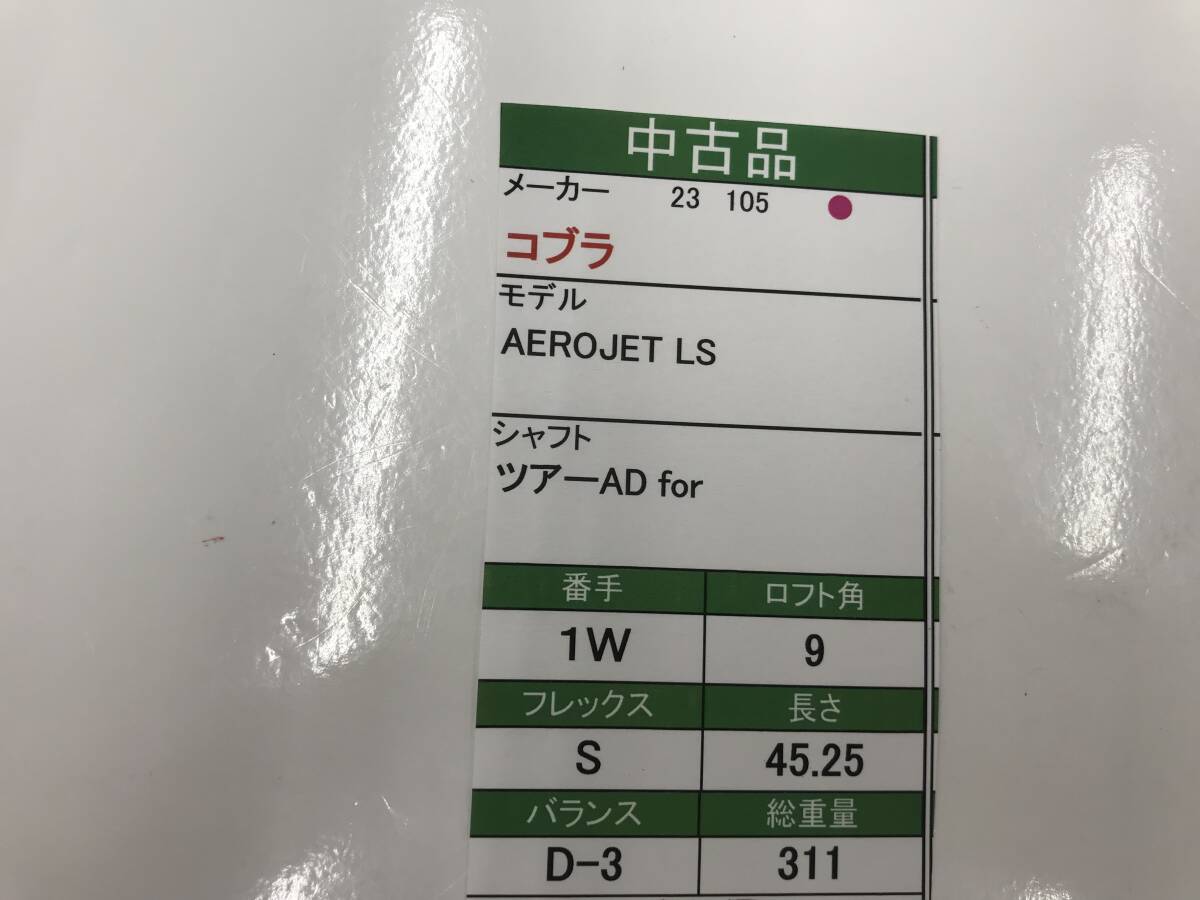 中古品
メーカー 23 105
コブラ
モデル
AEROJET LS
シャフト
ツアーAD for
番手 ロフト角
1W 9
フレックス 長さ
S 45.25
バランス 総重量
D-3 311